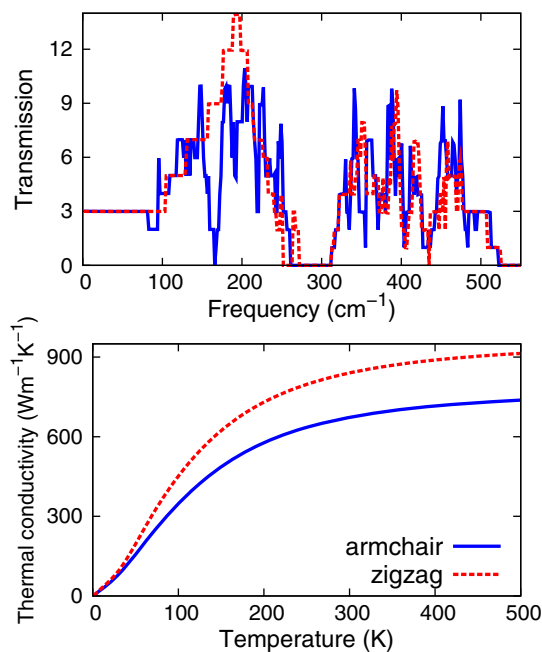 Transmission
12
9
6
3
0
0 100 200 300 400 500
Frequency (cm⁻¹)
Thermal conductivity (Wm⁻¹K⁻¹)
900
600
300
0
0 100 200 300 400 500
Temperature (K)
armchair
zigzag